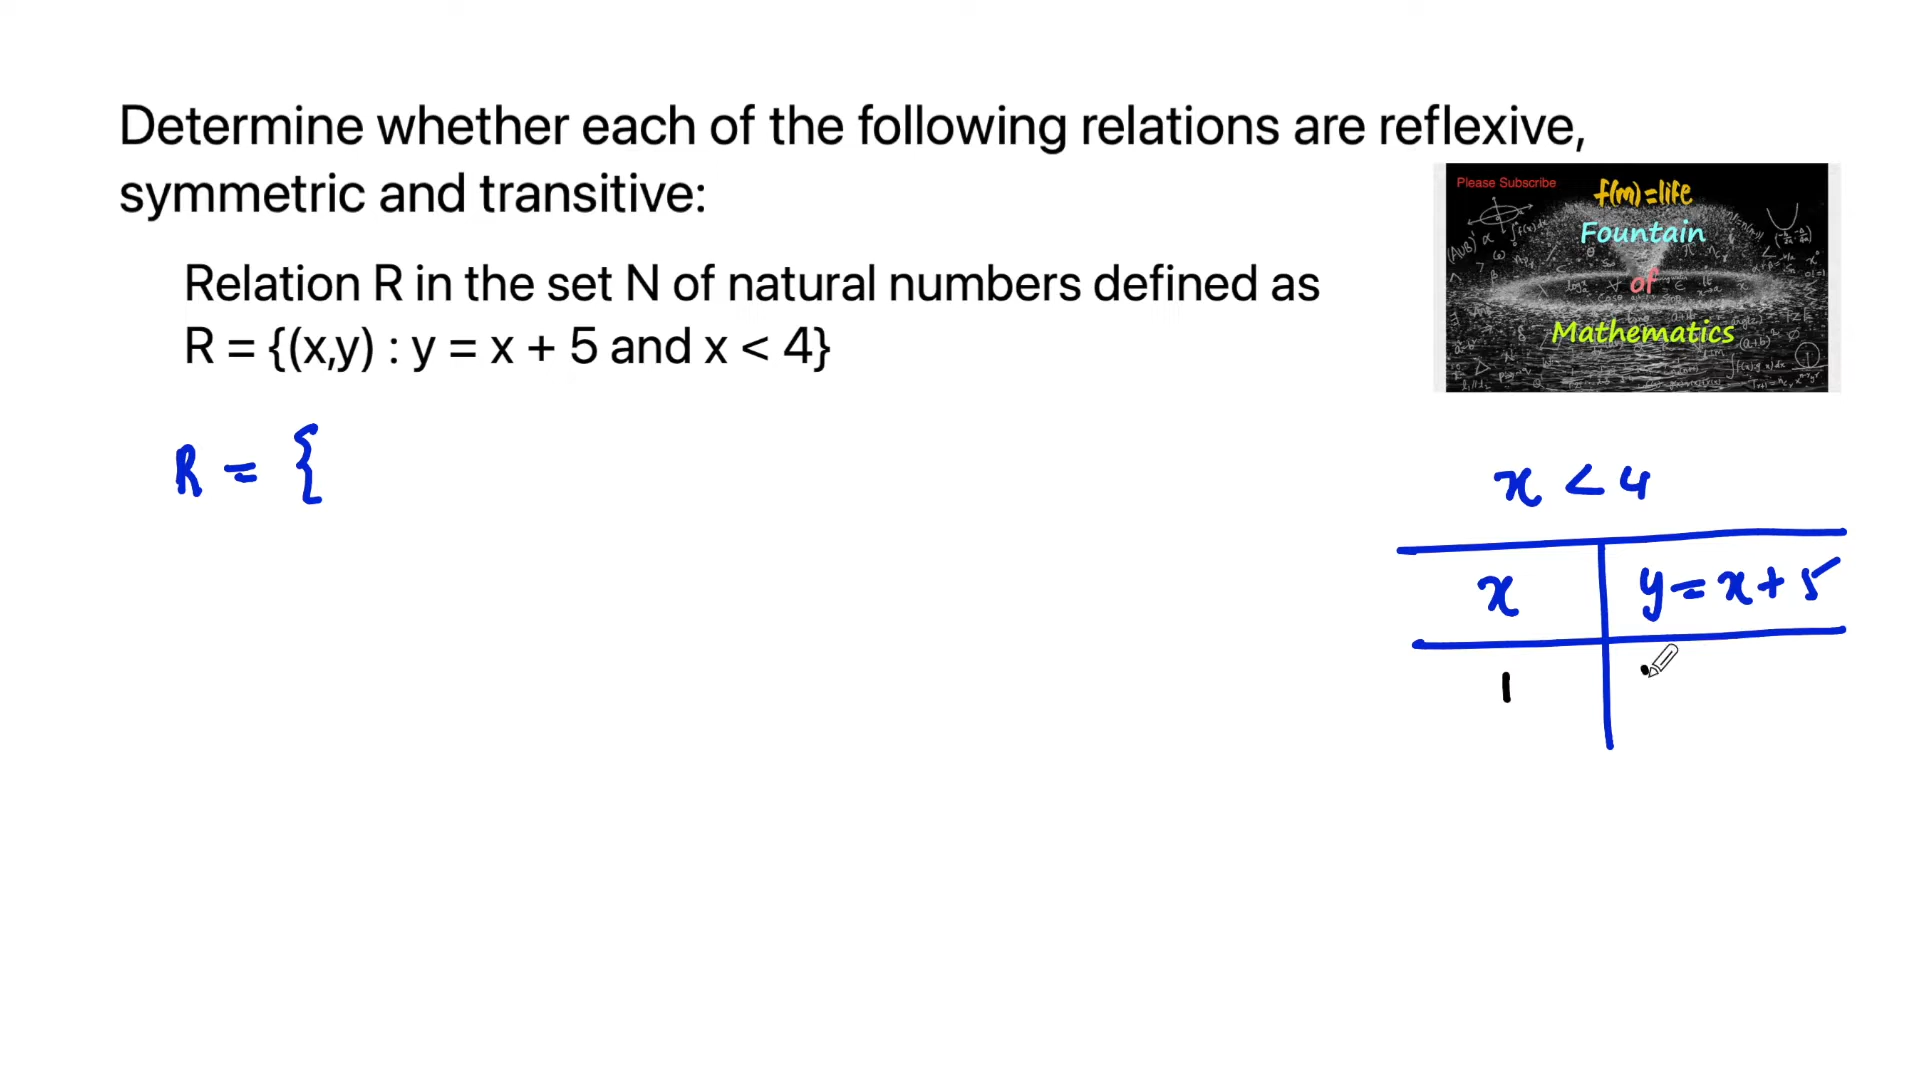 Determine whether each of the following relations are reflexive,
symmetric and transitive:
Please Subscribe
f(m)=life
Fountain
of
Mathematics
Relation R in the set N of natural numbers defined as
R = {(x,y) : y = x + 5 and x < 4}
R = {
x < 4
x y = x + 5
1